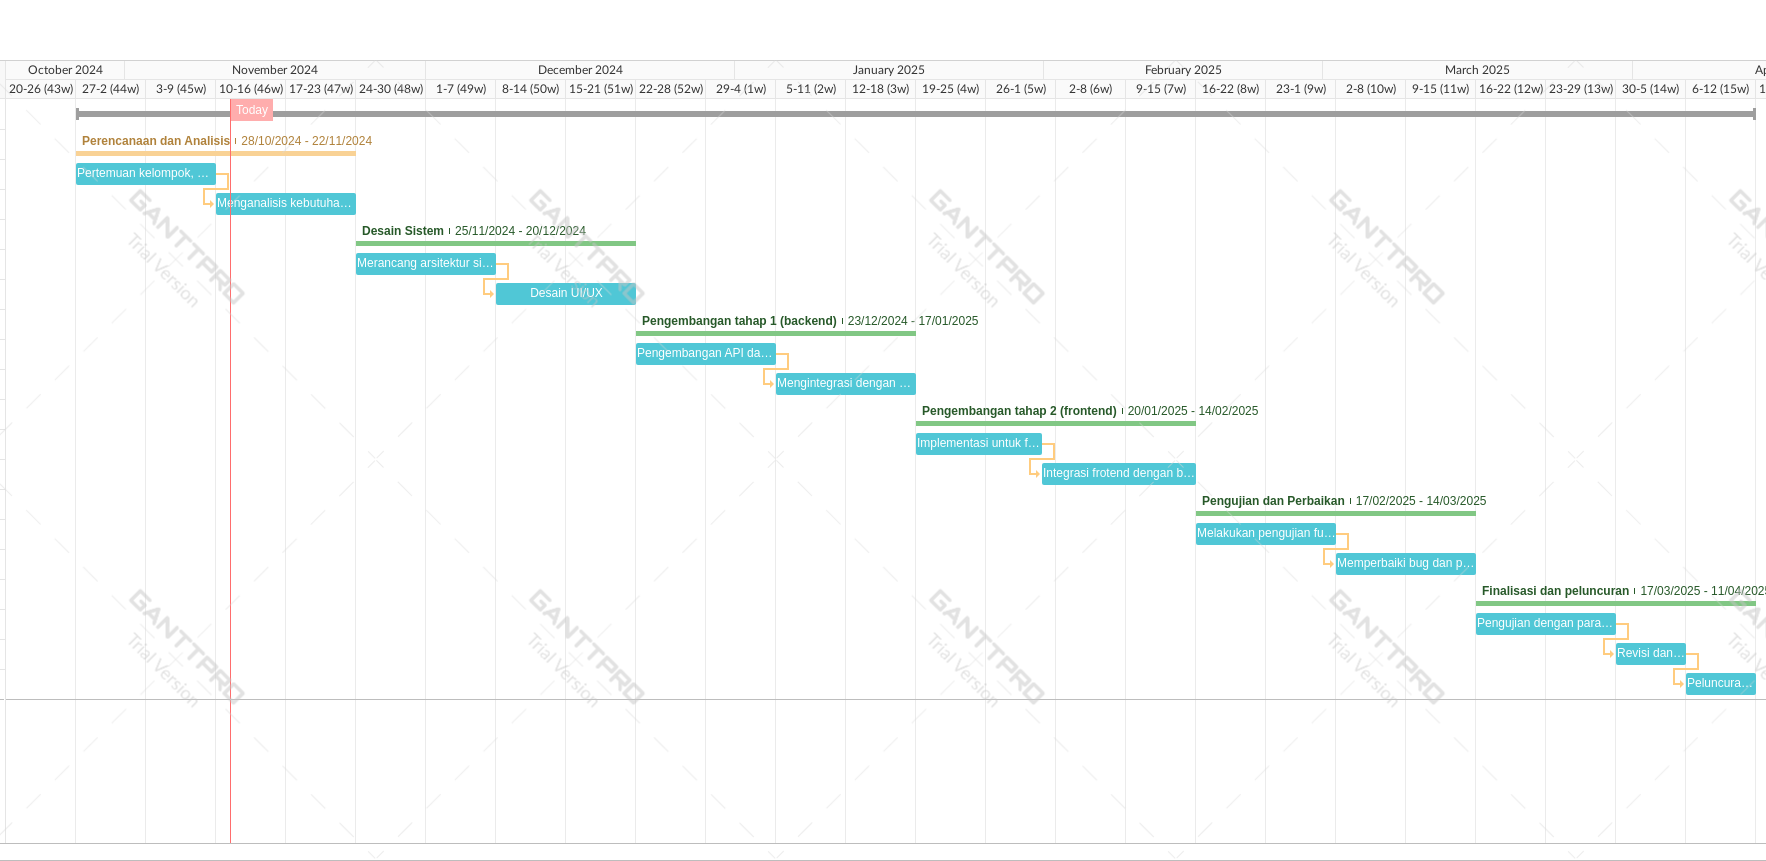 October 2024 November 2024 December 2024 January 2025 February 2025 March 2025 Ap
20-26 (43w) 27-2 (44w) 3-9 (45w) 10-16 (46w) 17-23 (47w) 24-30 (48w) 1-7 (49w) 8-14 (50w) 15-21 (51w) 22-28 (52w) 29-4 (1w) 5-11 (2w) 12-18 (3w) 19-25 (4w) 26-1 (5w) 2-8 (6w) 9-15 (7w) 16-22 (8w) 23-1 (9w) 2-8 (10w) 9-15 (11w) 16-22 (12w) 23-29 (13w) 30-5 (14w) 6-12 (15w) 1
Today
Perencanaan dan Analisis 28/10/2024 - 22/11/2024
Pertemuan kelompok, ...
Menganalisis kebutuha...
Desain Sistem 25/11/2024 - 20/12/2024
Merancang arsitektur si...
Desain UI/UX
Pengembangan tahap 1 (backend) 23/12/2024 - 17/01/2025
Pengembangan API da...
Mengintegrasi dengan ...
Pengembangan tahap 2 (frontend) 20/01/2025 - 14/02/2025
Implementasi untuk f...
Integrasi frotend dengan b...
Pengujian dan Perbaikan 17/02/2025 - 14/03/2025
Melakukan pengujian fu...
Memperbaiki bug dan p...
Finalisasi dan peluncuran 17/03/2025 - 11/04/2025
Pengujian dengan para...
Revisi dan...
Peluncura...
GANTTPRO
Trial Version
GANTTPRO
Trial Version
GANTTPRO
Trial Version
GANTTPRO
Trial Version
GANTTPRO
Trial Version
GANTTPRO
Trial Version
GANTTPRO
Trial Version
GANTTPRO
Trial Version